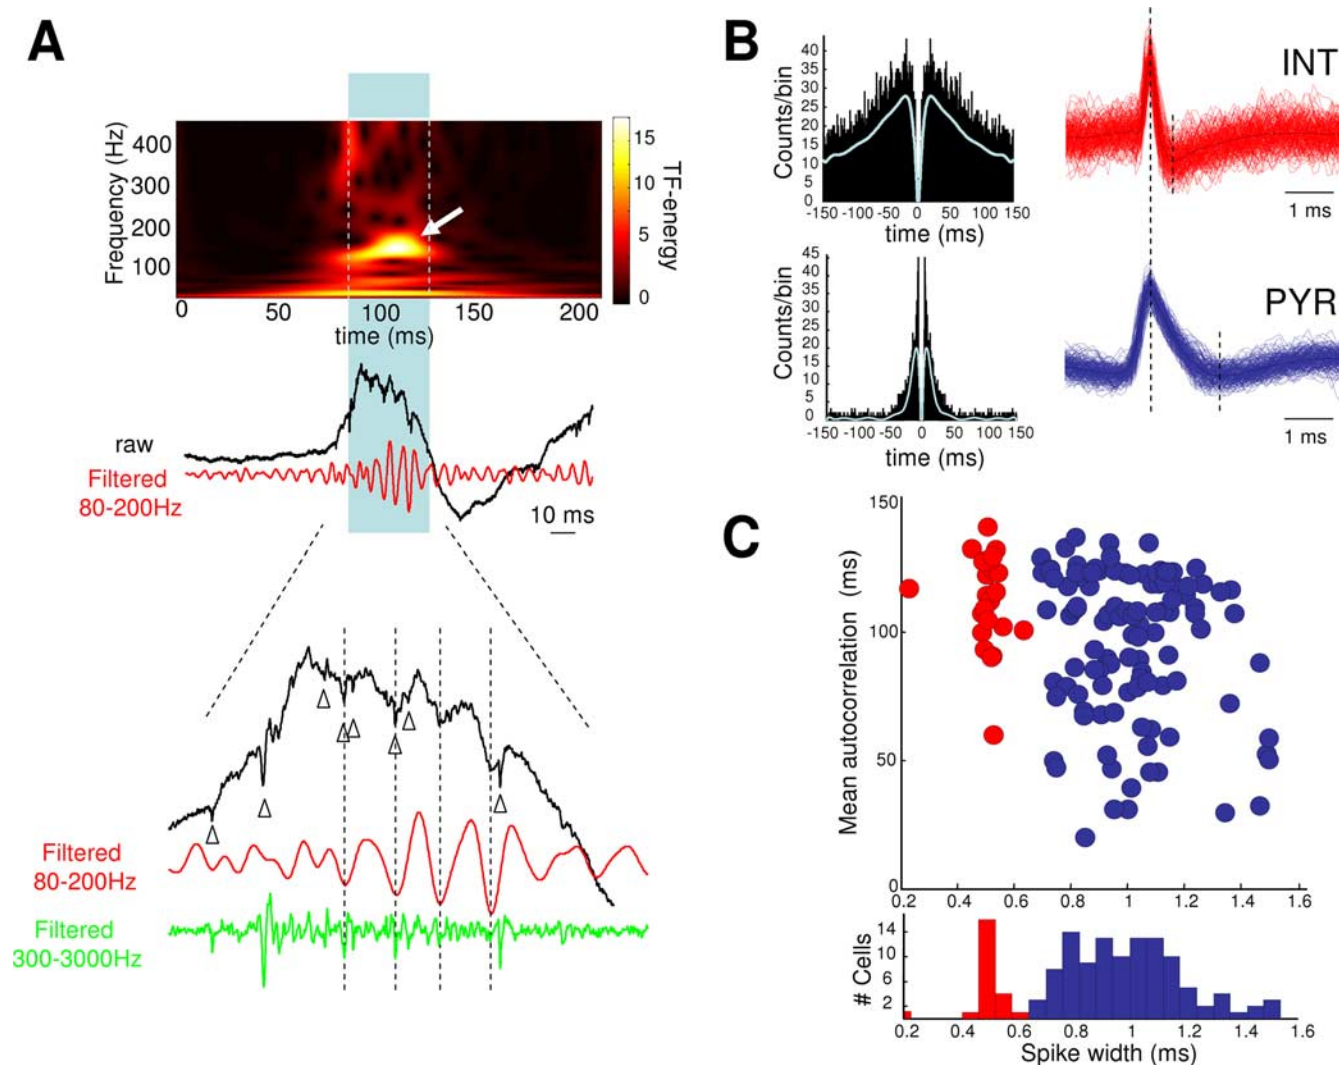 A
Frequency (Hz)
400
300
200
100
0
50
100
150
200
time (ms)
15
10
5
0
TF-energy
raw
Filtered
80-200Hz
10 ms
Filtered
80-200Hz
Filtered
300-3000Hz
B
Counts/bin
40
35
30
25
20
15
10
5
0
-150 -100 -50 0 50 100 150
time (ms)
INT
1 ms
Counts/bin
45
40
35
30
25
20
15
10
5
0
-150 -100 -50 0 50 100 150
time (ms)
PYR
1 ms
C
Mean autocorrelation (ms)
150
100
50
0
0.2 0.4 0.6 0.8 1 1.2 1.4 1.6
# Cells
14
10
6
2
0.2 0.4 0.6 0.8 1 1.2 1.4 1.6
Spike width (ms)